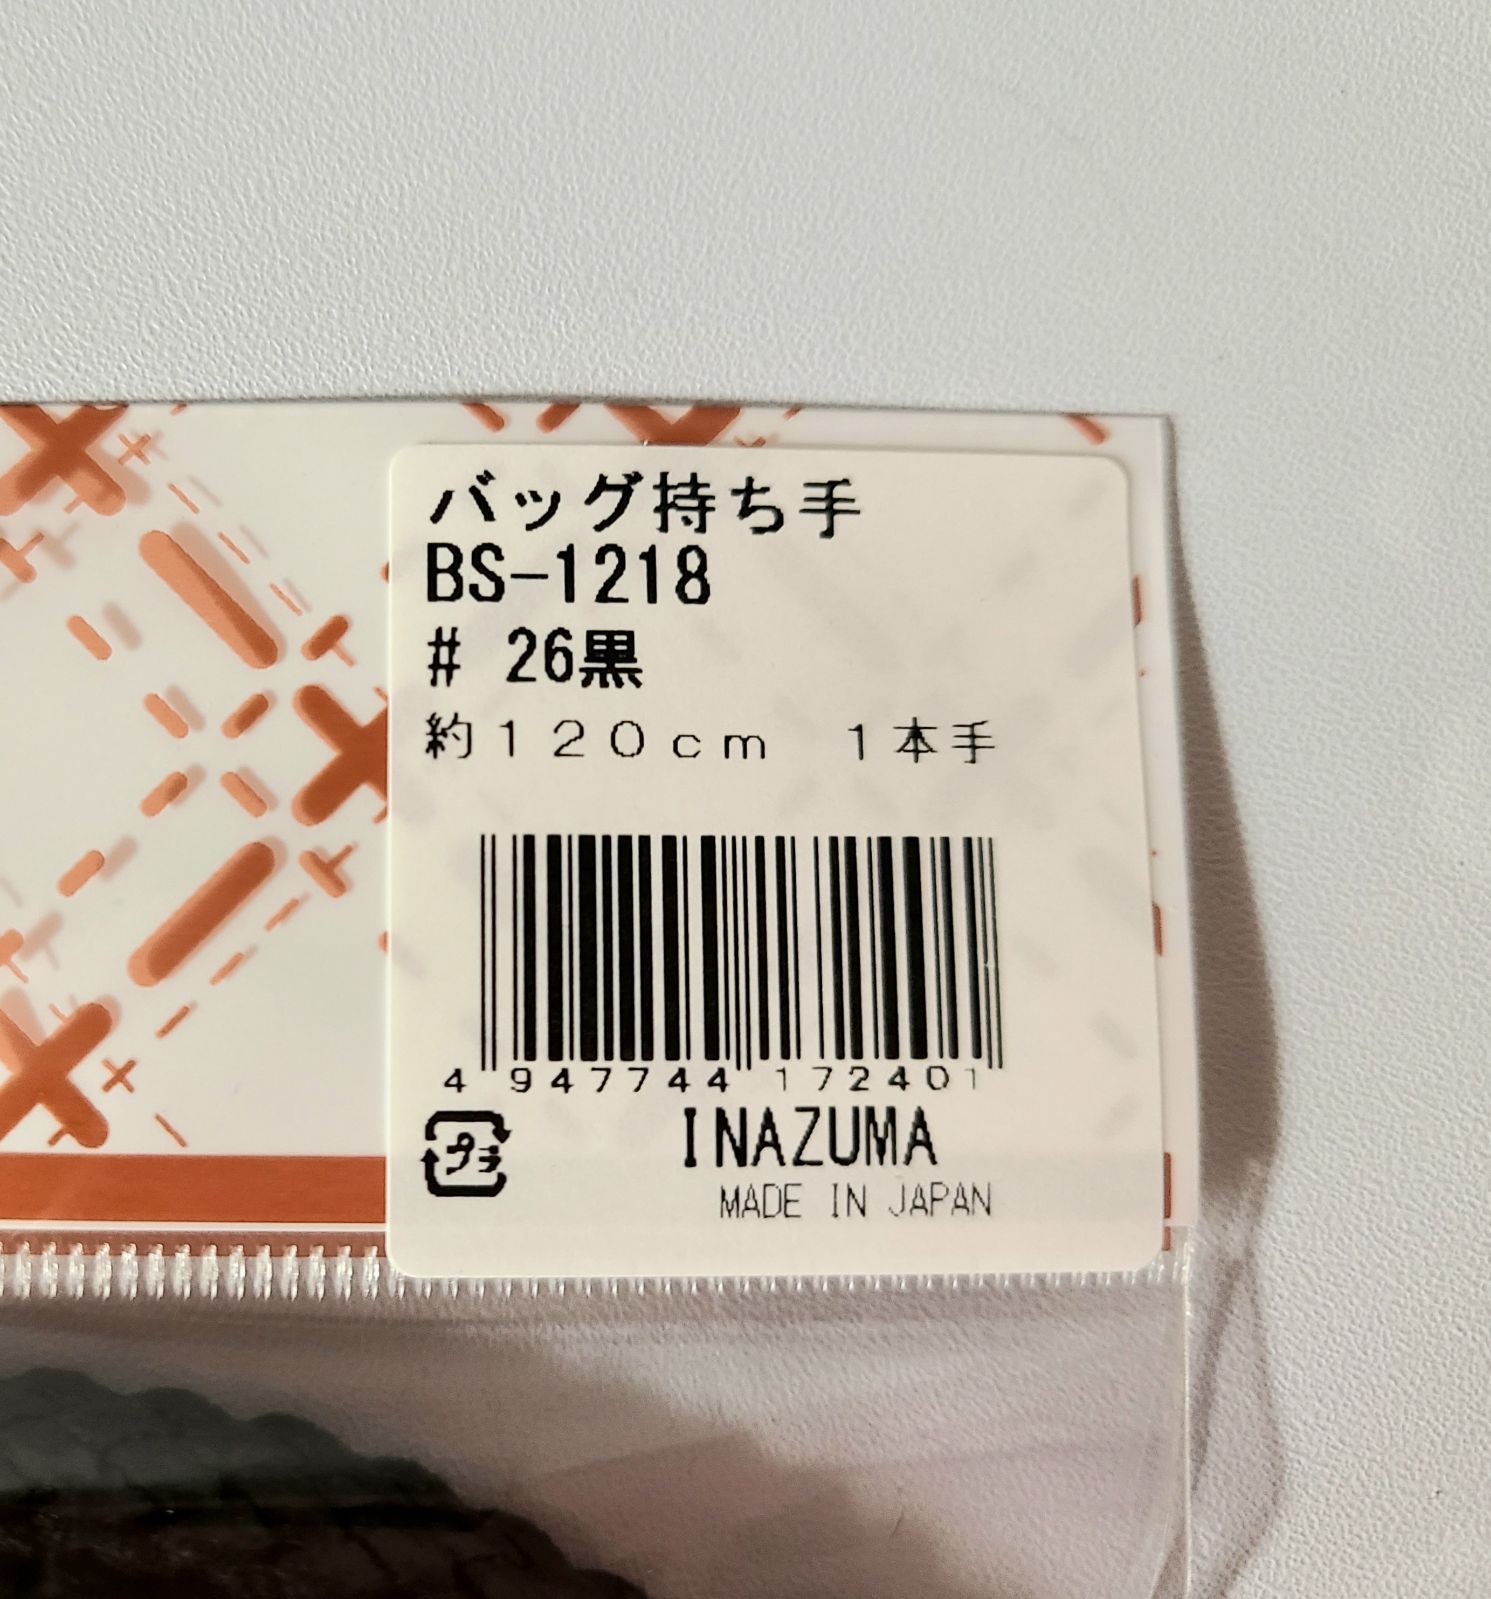 バッグ持ち手
BS-1218
# 26黒
約120cm 1本手
4 947744 172401
プラ
INAZUMA
MADE IN JAPAN